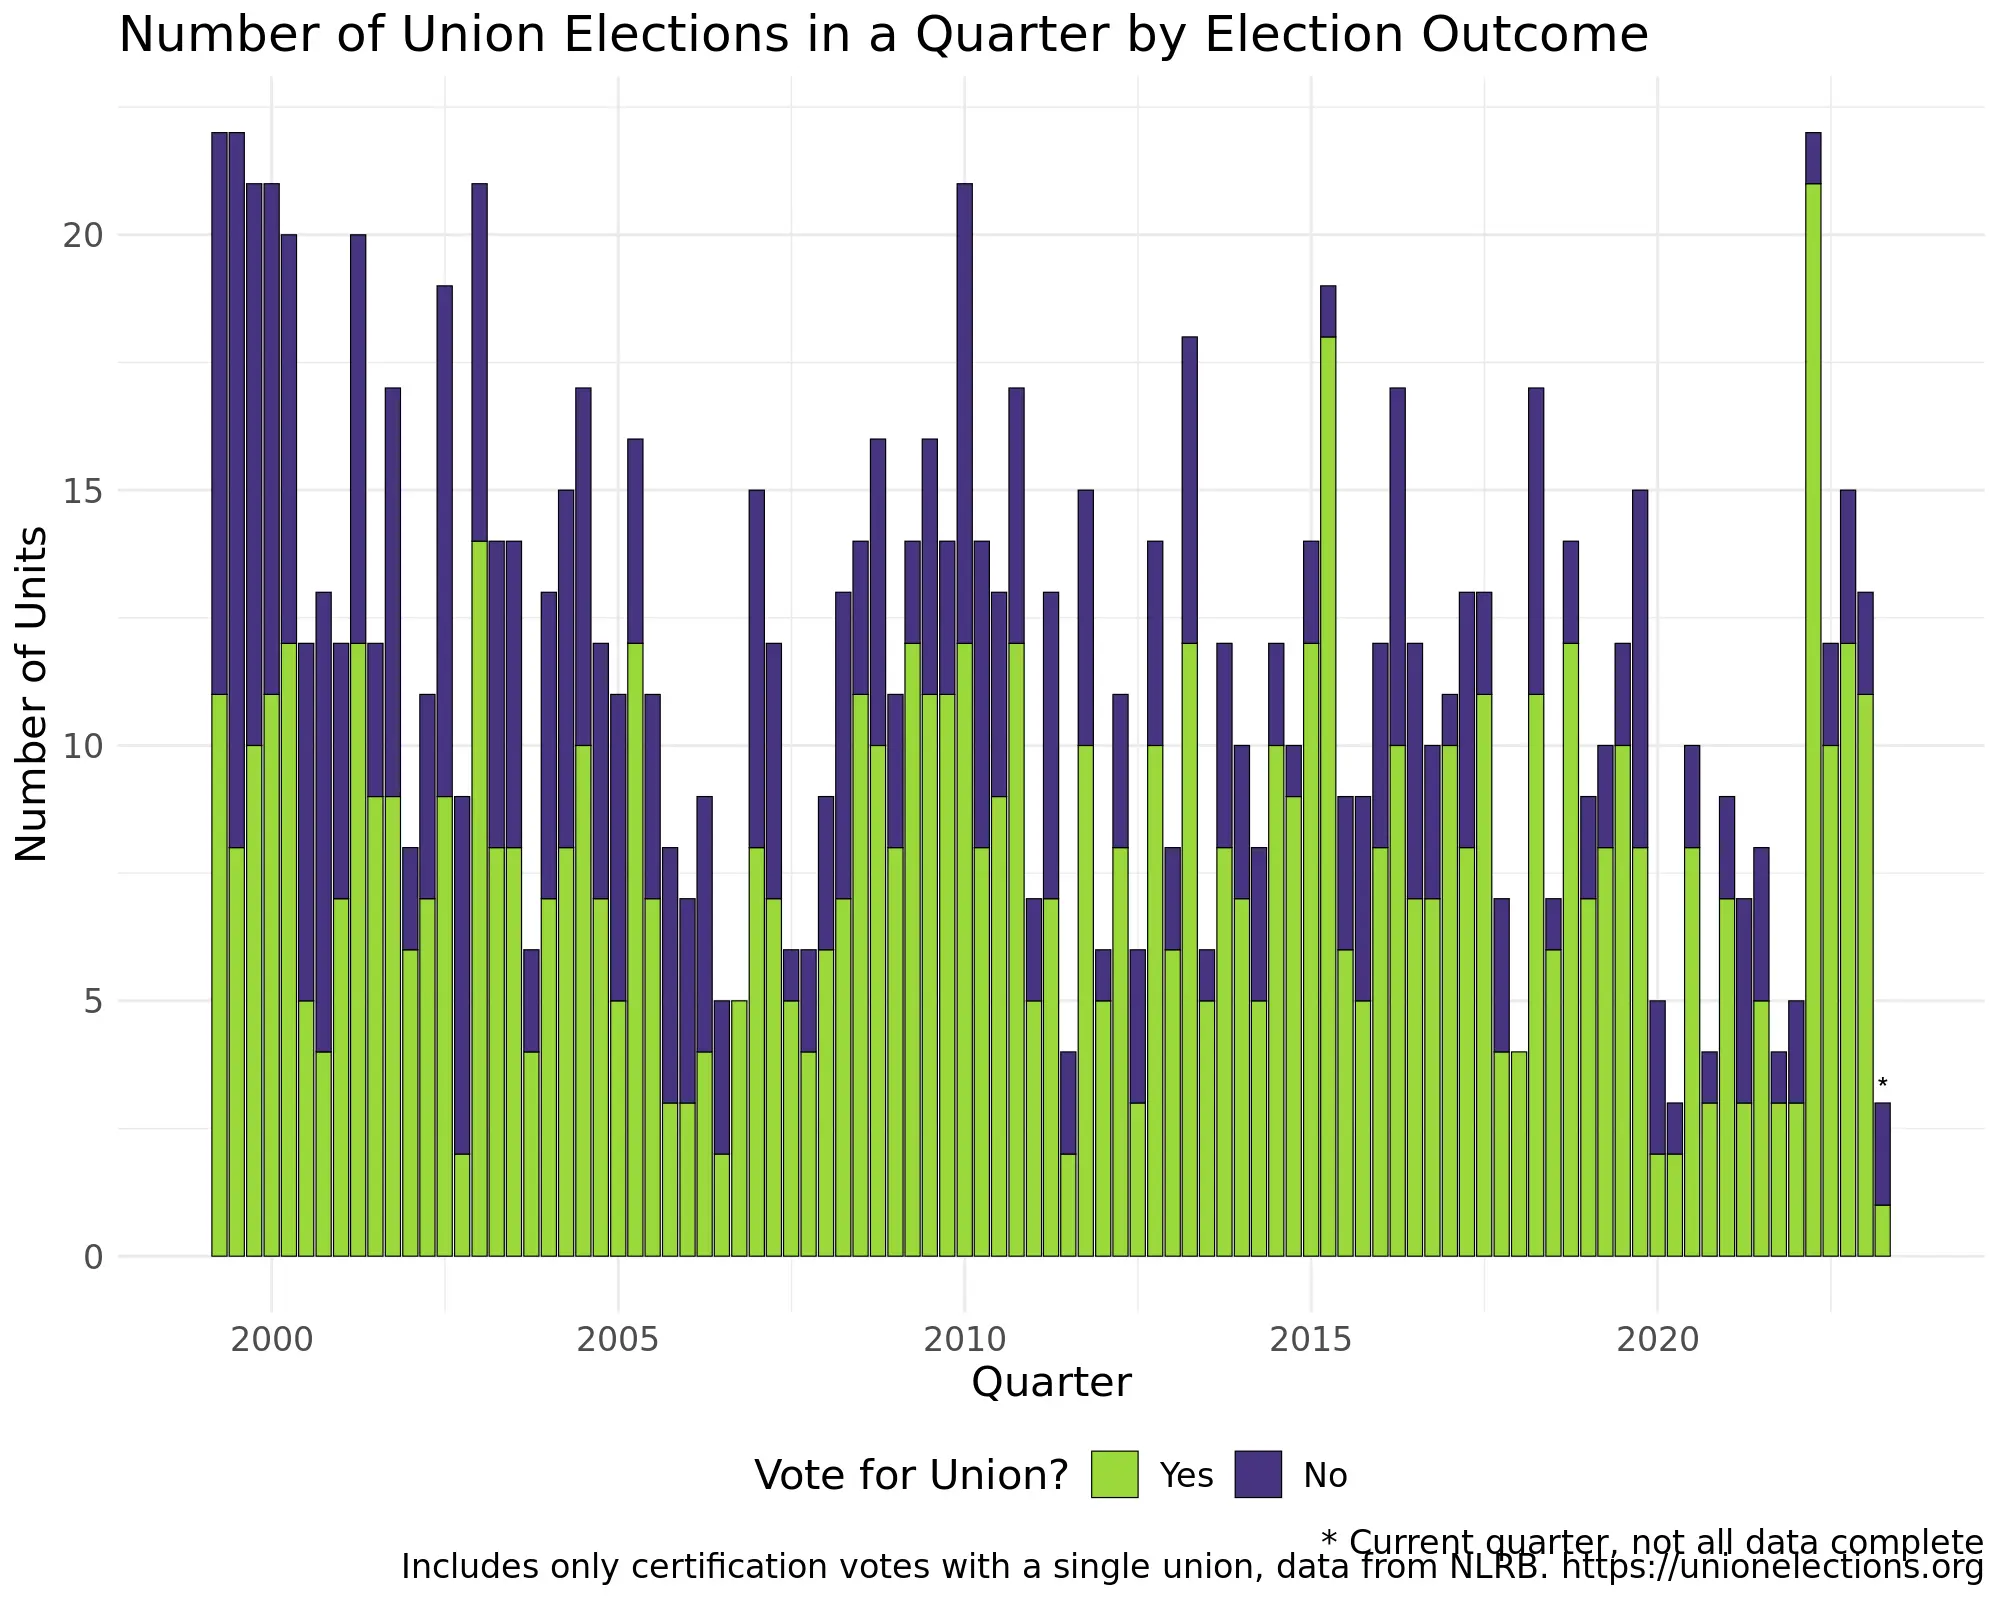 Number of Union Elections in a Quarter by Election Outcome
Number of Units
20
15
10
5
0
*
2000 2005 2010 2015 2020
Quarter
Vote for Union? Yes No
* Current quarter, not all data complete
Includes only certification votes with a single union, data from NLRB. https://unionelections.org